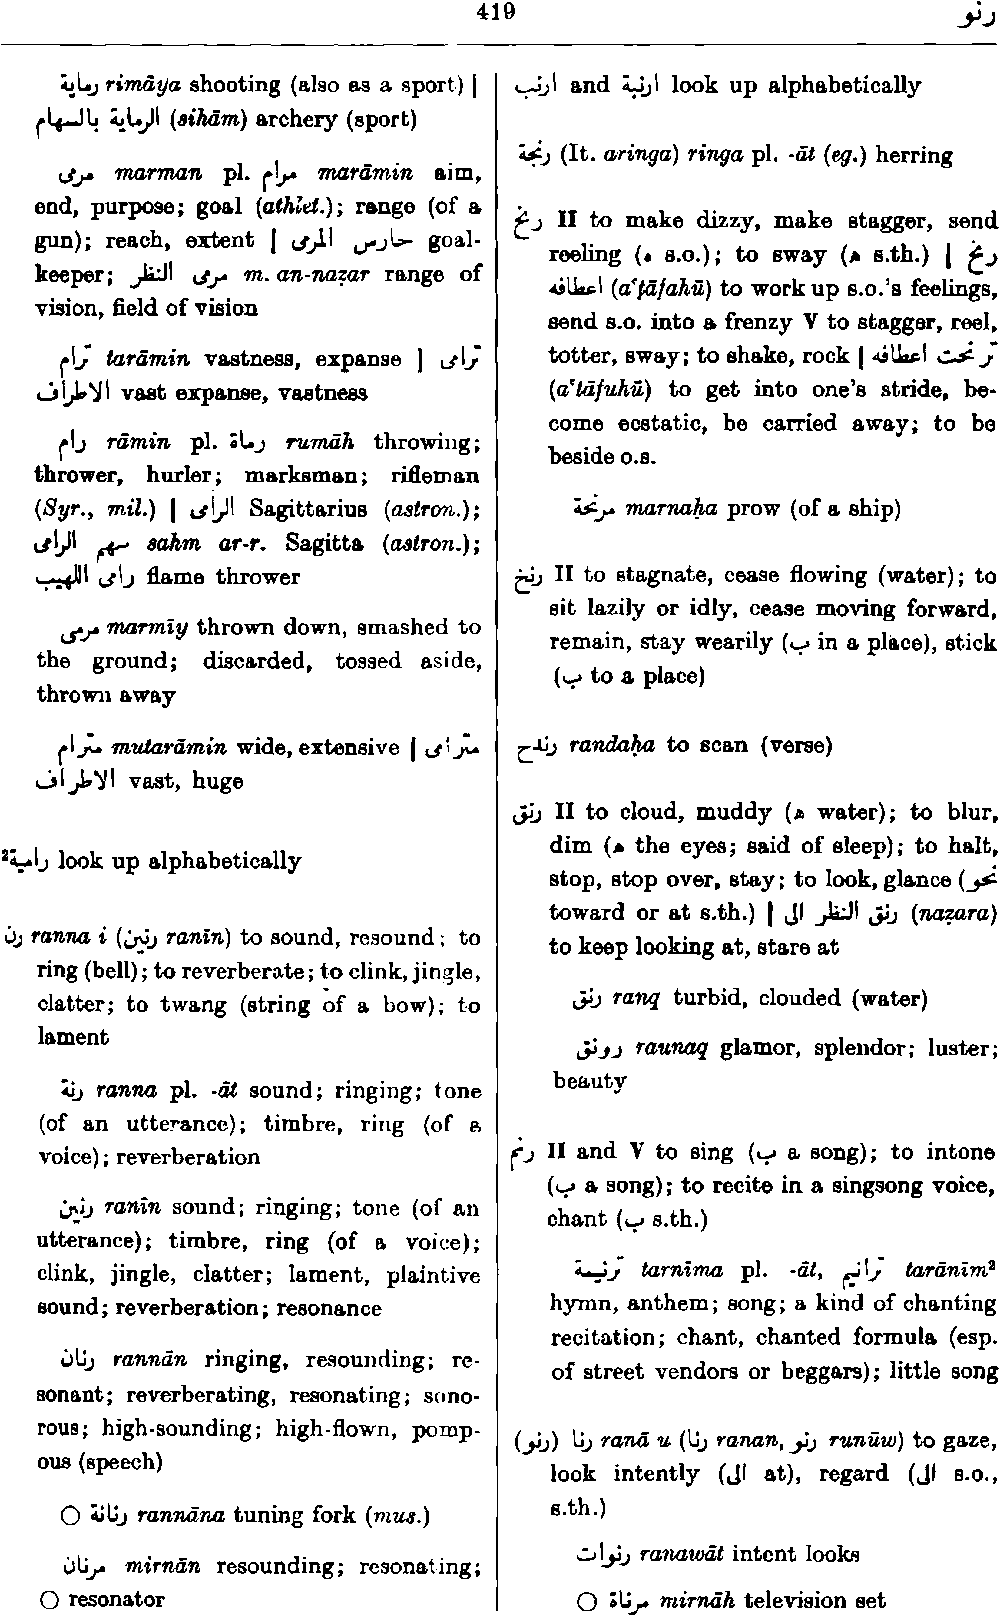 419
رنو
رماية rimāya shooting (also as a sport) |
الرماية بالسهام (sihām) archery (sport)
مرمى marman pl. مرام marāmin aim,
end, purpose; goal (athlet.); range (of a
gun); reach, extent | حارس المرمى goal-
keeper; مرمى النظر m. an-naẓar range of
vision, field of vision
ترام tarāmin vastness, expanse | ترامى
الاطراف vast expanse, vastness
رام rāmin pl. رماة rumāh throwing;
thrower, hurler; marksman; rifleman
(Syr., mil.) | الرامى Sagittarius (astron.);
سهم الرامى sahm ar-r. Sagitta (astron.);
رامى اللهيب flame thrower
مرمى marmīy thrown down, smashed to
the ground; discarded, tossed aside,
thrown away
مترام mutarāmin wide, extensive | مترامى
الاطراف vast, huge
²رامية look up alphabetically
رن ranna i (رنين ranīn) to sound, resound; to
ring (bell); to reverberate; to clink, jingle,
clatter; to twang (string of a bow); to
lament
رنة ranna pl. -āt sound; ringing; tone
(of an utterance); timbre, ring (of a
voice); reverberation
رنين ranīn sound; ringing; tone (of an
utterance); timbre, ring (of a voice);
clink, jingle, clatter; lament, plaintive
sound; reverberation; resonance
رنان rannān ringing, resounding; re-
sonant; reverberating, resonating; sono-
rous; high-sounding; high-flown, pomp-
ous (speech)
○ رنانة rannāna tuning fork (mus.)
مرنان mirnān resounding; resonating;
○ resonator
ارنب and ارنبة look up alphabetically
رنجة (It. aringa) ringa pl. -āt (eg.) herring
رنح II to make dizzy, make stagger, send
reeling (ه s.o.); to sway (ه s.th.) | رنح
اعطافه (a‘ṭāfahū) to work up s.o.'s feelings,
send s.o. into a frenzy V to stagger, reel,
totter, sway; to shake, rock | ترنحت اعطافه
(a‘ṭāfuhū) to get into one's stride, be-
come ecstatic, be carried away; to be
beside o.s.
مرنحة marnaḥa prow (of a ship)
رنخ II to stagnate, cease flowing (water); to
sit lazily or idly, cease moving forward,
remain, stay wearily (ب in a place), stick
(ب to a place)
رندح randaḥa to scan (verse)
رنق II to cloud, muddy (ه water); to blur,
dim (ه the eyes; said of sleep); to halt,
stop, stop over, stay; to look, glance (نحو
toward or at s.th.) | رنق النظر الى (naẓara)
to keep looking at, stare at
رنق ranq turbid, clouded (water)
رونق raunaq glamor, splendor; luster;
beauty
رنم II and V to sing (ب a song); to intone
(ب a song); to recite in a singsong voice,
chant (ب s.th.)
ترنيمة tarnīma pl. -āt, ترانيم tarānīm²
hymn, anthem; song; a kind of chanting
recitation; chant, chanted formula (esp.
of street vendors or beggars); little song
(رنو) رنا ranā u (رنا ranan, رنو runūw) to gaze,
look intently (الى at), regard (الى s.o.,
s.th.)
رنوات ranawāt intent looks
○ مرناة mirnāh television set